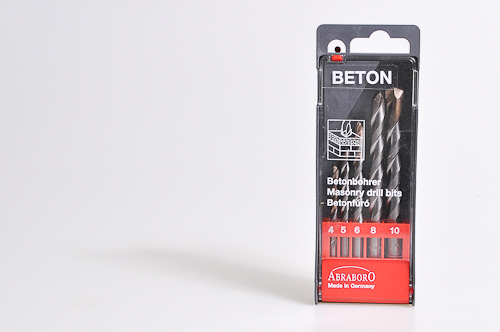 BETON
Betonbohrer
Masonry drill bits
Betonfúró
4 5 6 8 10
ABRABORO
Made in Germany